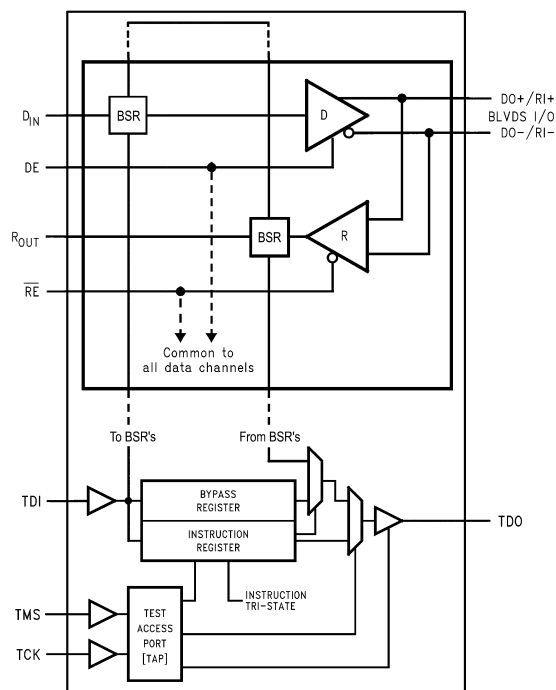 BSR
D
DO+/RI+
D_IN
BLVDS I/O
DO-/RI-
DE
BSR
R
R_OUT
RE
Common to
all data channels
To BSR's
From BSR's
BYPASS
REGISTER
TDI
TDO
INSTRUCTION
REGISTER
INSTRUCTION
TRI-STATE
TMS
TEST
ACCESS
PORT
[TAP]
TCK